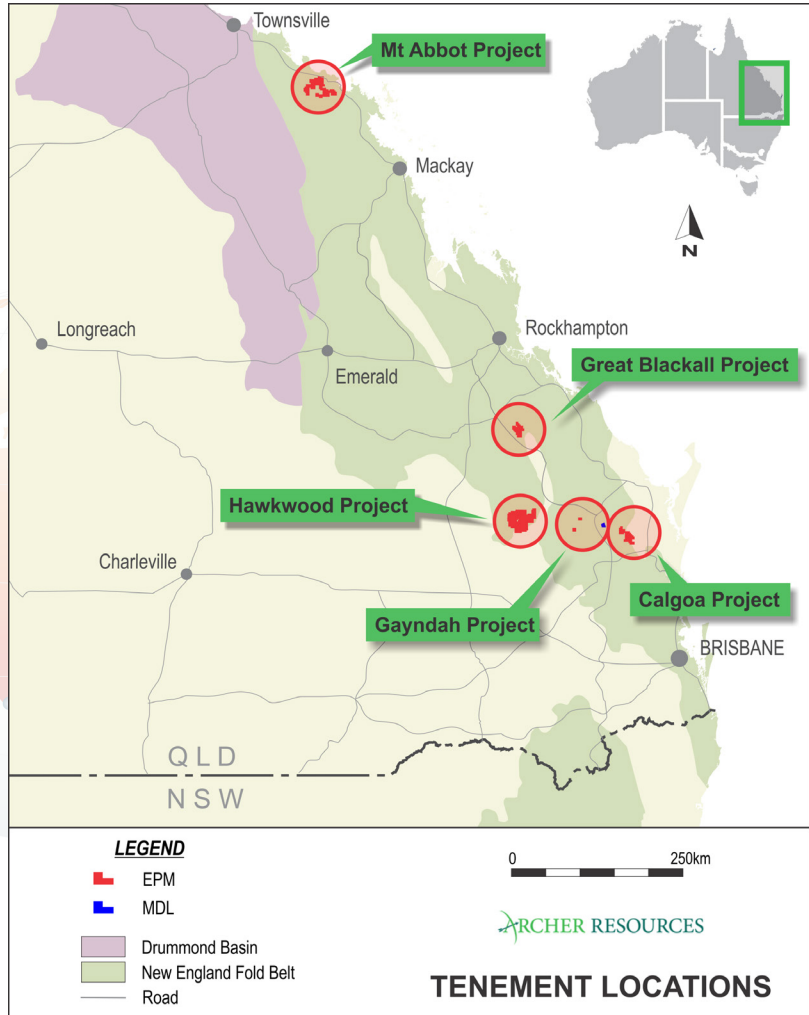 Townsville
Mt Abbot Project
Mackay
N
Longreach
Rockhampton
Emerald
Great Blackall Project
Hawkwood Project
Charleville
Gayndah Project
Calgoa Project
BRISBANE
QLD
NSW
LEGEND
EPM
MDL
Drummond Basin
New England Fold Belt
Road
0 250km
ARCHER RESOURCES
TENEMENT LOCATIONS